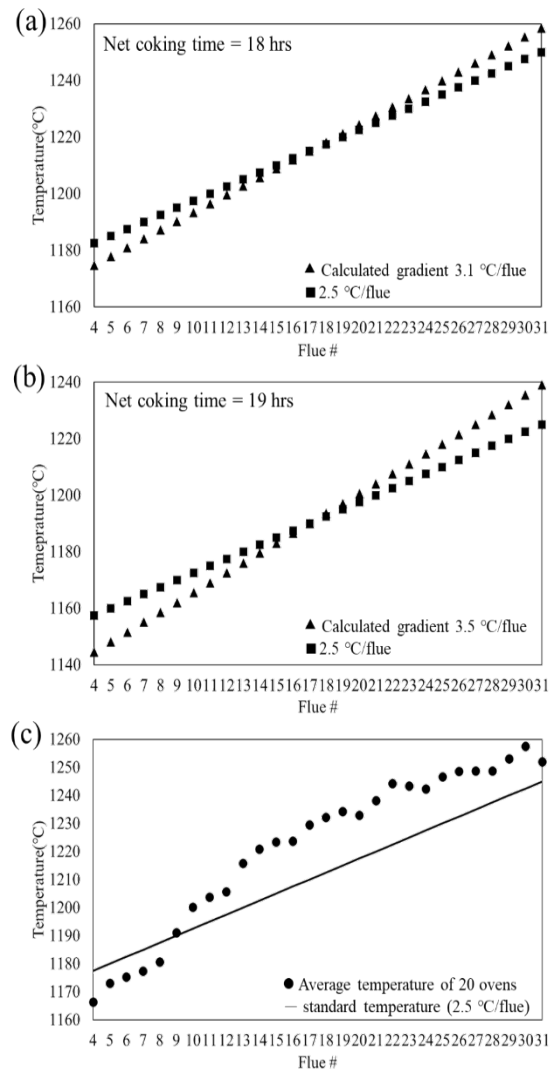 (a)
1260
Net coking time = 18 hrs
1240
1220
1200
1180
1160
Temperature(°C)
▲ Calculated gradient 3.1 °C/flue
■ 2.5 °C/flue
4 5 6 7 8 9 10 11 12 13 14 15 16 17 18 19 20 21 22 23 24 25 26 27 28 29 30 31
Flue #
(b)
1240
Net coking time = 19 hrs
1220
1200
1180
1160
1140
Temeprature(°C)
▲ Calculated gradient 3.5 °C/flue
■ 2.5 °C/flue
4 5 6 7 8 9 10 11 12 13 14 15 16 17 18 19 20 21 22 23 24 25 26 27 28 29 30 31
Flue #
(c)
1260
1250
1240
1230
1220
1210
1200
1190
1180
1170
1160
Temperature(°C)
● Average temperature of 20 ovens
— standard temperature (2.5 °C/flue)
4 5 6 7 8 9 10 11 12 13 14 15 16 17 18 19 20 21 22 23 24 25 26 27 28 29 30 31
Flue #